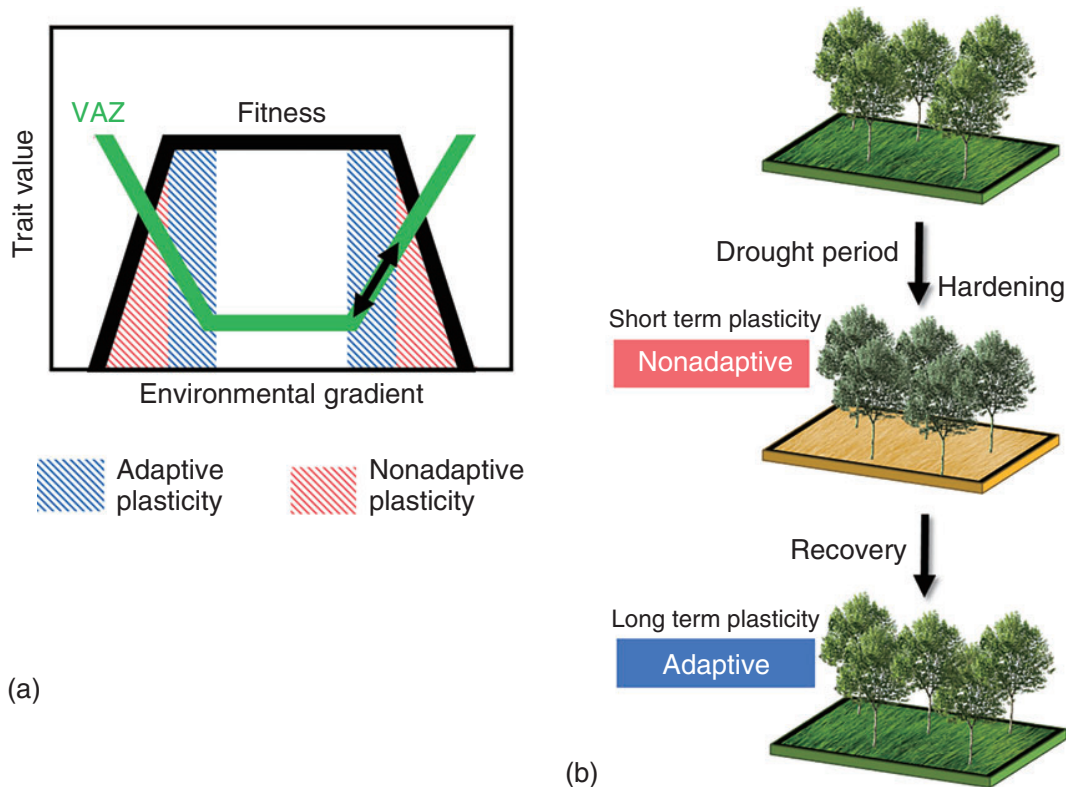 VAZ
Fitness
Trait value
Environmental gradient
Adaptive
plasticity
Nonadaptive
plasticity
(a)
Drought period
Hardening
Short term plasticity
Nonadaptive
Recovery
Long term plasticity
Adaptive
(b)